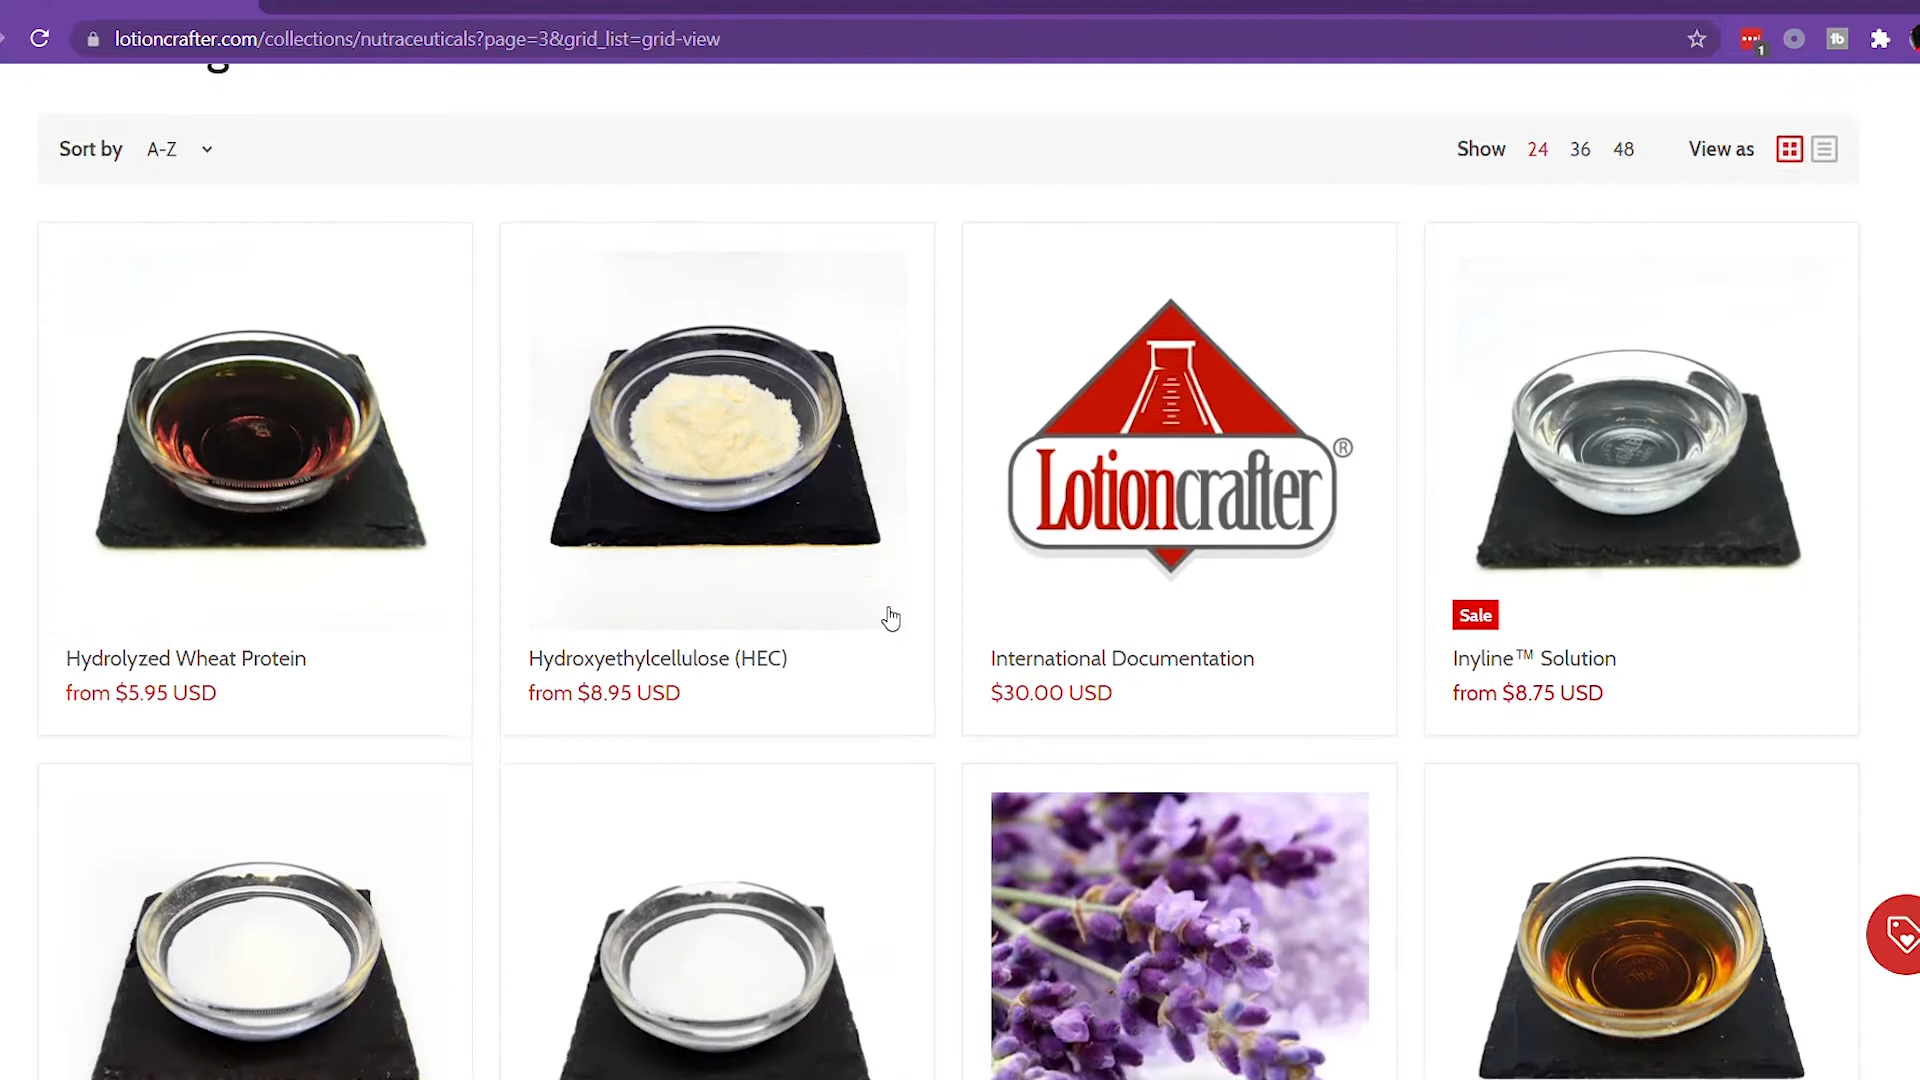 lotioncrafter.com/collections/nutraceuticals?page=3&grid_list=grid-view
1
tb
Sort by A-Z
Show 24 36 48
View as
Lotioncrafter®
Sale
Hydrolyzed Wheat Protein
from $5.95 USD
Hydroxyethylcellulose (HEC)
from $8.95 USD
International Documentation
$30.00 USD
Inyline™ Solution
from $8.75 USD